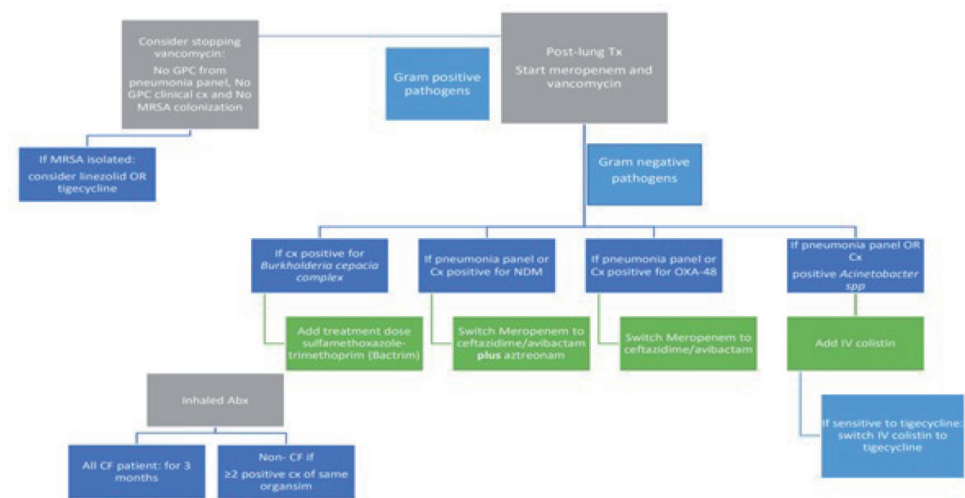 Consider stopping
vancomycin:
No GPC from
pneumonia panel, No
GPC clinical cx and No
MRSA colonization
Gram positive
pathogens
Post-lung Tx
Start meropenem and
vancomycin
If MRSA isolated:
consider linezolid OR
tigecycline
Gram negative
pathogens
If cx positive for
Burkholderia cepacia
complex
If pneumonia panel or
Cx positive for NDM
If pneumonia panel or
Cx positive for OXA-48
If pneumonia panel OR
Cx
positive Acinetobacter
spp
Add treatment dose
sulfamethoxazole-
trimethoprim (Bactrim)
Switch Meropenem to
ceftazidime/avibactam
plus aztreonam
Switch Meropenem to
ceftazidime/avibactam
Add IV colistin
Inhaled Abx
All CF patient: for 3
months
Non- CF if
≥2 positive cx of same
organsim
If sensitive to tigecycline:
switch IV colistin to
tigecycline